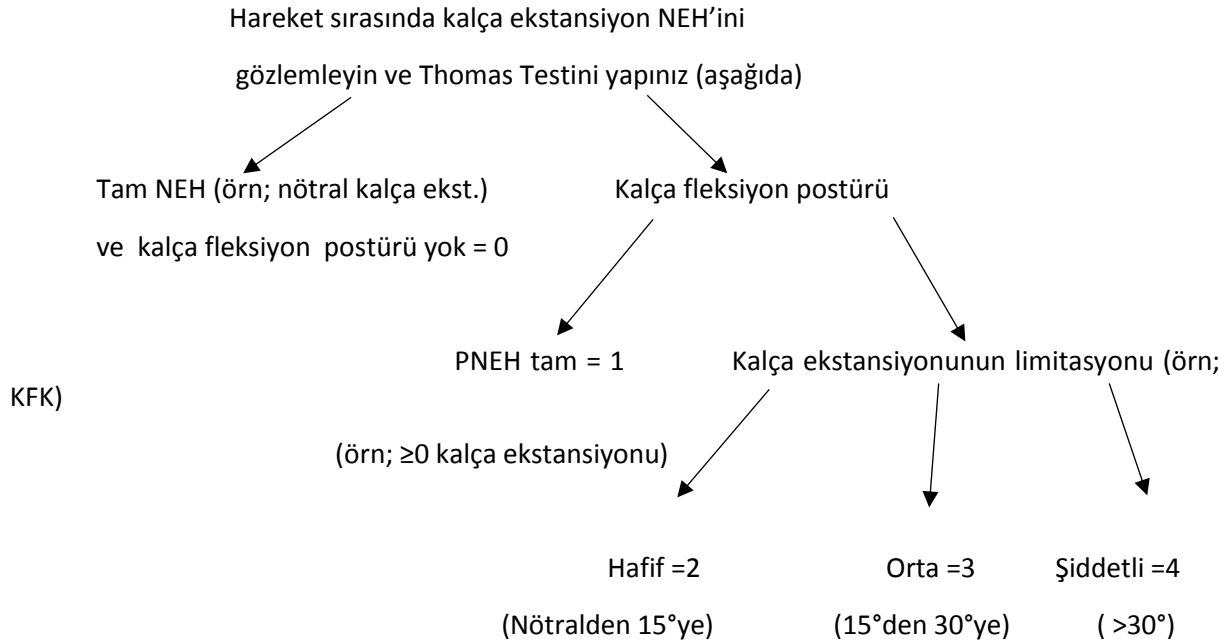 Hareket sırasında kalça ekstansiyon NEH’ini
gözlemleyin ve Thomas Testini yapınız (aşağıda)
Tam NEH (örn; nötral kalça ekst.) Kalça fleksiyon postürü
ve kalça fleksiyon postürü yok = 0
PNEH tam = 1 Kalça ekstansiyonunun limitasyonu (örn;
KFK)
(örn; ≥0 kalça ekstansiyonu)
Hafif =2 Orta =3 Şiddetli =4
(Nötralden 15°ye) (15°den 30°ye) ( >30°)